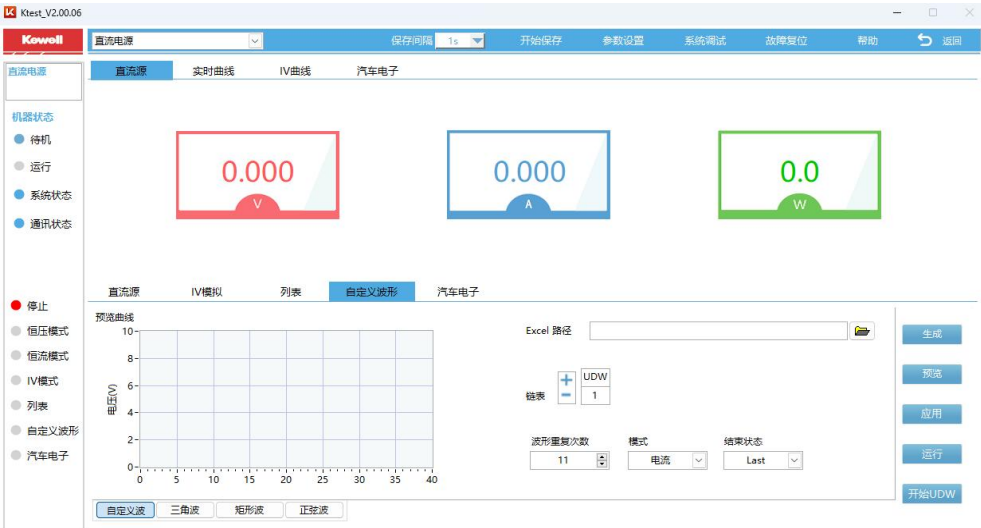 Ktest_V2.00.06
Kewell
直流电源
保存间隔 1s 开始保存 参数设置 系统调试 故障复位 帮助 返回
直流电源
直流源 实时曲线 IV曲线 汽车电子
机器状态
待机
运行
系统状态
通讯状态
0.000
V
0.000
A
0.0
W
直流源 IV模拟 列表 自定义波形 汽车电子
停止
恒压模式
恒流模式
IV模式
列表
自定义波形
汽车电子
预览曲线
电压(V)
10
8
6
4
2
0
0 5 10 15 20 25 30 35 40
自定义波 三角波 矩形波 正弦波
Excel 路径
链表 + - UDW
1
波形重复次数 模式 结束状态
11 电流 Last
生成
预览
应用
运行
开始UDW